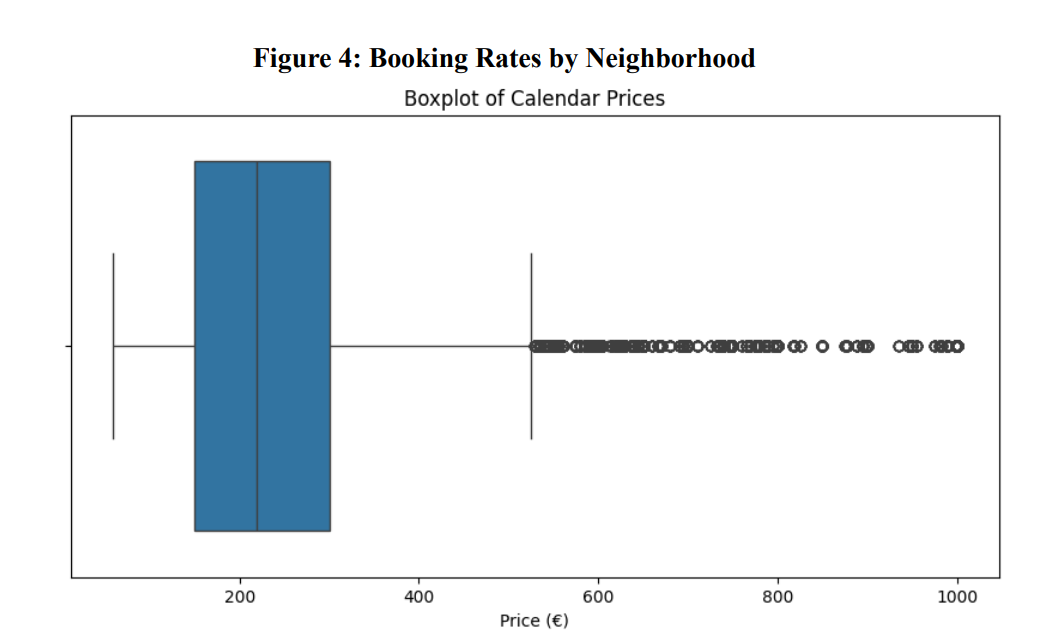 Figure 4: Booking Rates by Neighborhood
Boxplot of Calendar Prices
200 400 600 800 1000
Price (€)